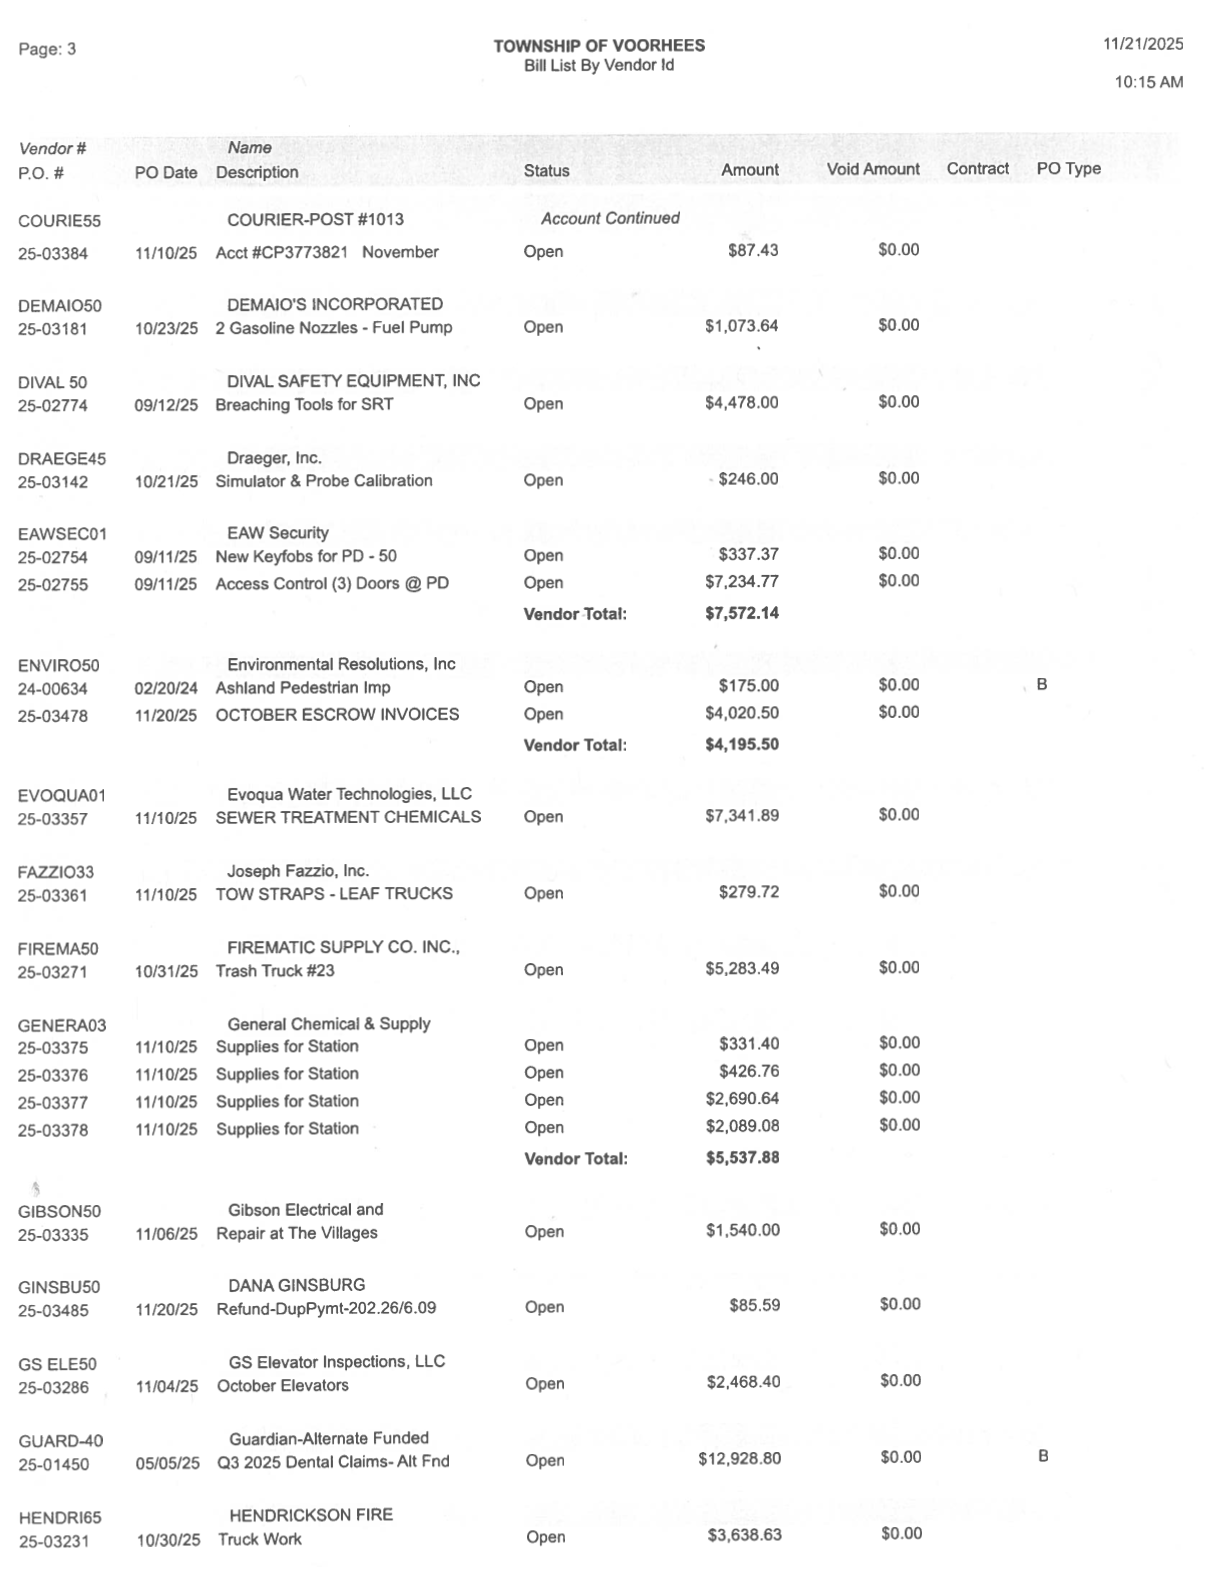 Page: 3
TOWNSHIP OF VOORHEES
11/21/2025
Bill List By Vendor Id
10:15 AM
Vendor # Name
P.O. # PO Date Description Status Amount Void Amount Contract PO Type
COURIE55 COURIER-POST #1013 Account Continued
25-03384 11/10/25 Acct #CP3773821 November Open $87.43 $0.00
DEMAIO50 DEMAIO'S INCORPORATED
25-03181 10/23/25 2 Gasoline Nozzles - Fuel Pump Open $1,073.64 $0.00
DIVAL 50 DIVAL SAFETY EQUIPMENT, INC
25-02774 09/12/25 Breaching Tools for SRT Open $4,478.00 $0.00
DRAEGE45 Draeger, Inc.
25-03142 10/21/25 Simulator & Probe Calibration Open $246.00 $0.00
EAWSEC01 EAW Security
25-02754 09/11/25 New Keyfobs for PD - 50 Open $337.37 $0.00
25-02755 09/11/25 Access Control (3) Doors @ PD Open $7,234.77 $0.00
Vendor Total: $7,572.14
ENVIRO50 Environmental Resolutions, Inc
24-00634 02/20/24 Ashland Pedestrian Imp Open $175.00 $0.00 B
25-03478 11/20/25 OCTOBER ESCROW INVOICES Open $4,020.50 $0.00
Vendor Total: $4,195.50
EVOQUA01 Evoqua Water Technologies, LLC
25-03357 11/10/25 SEWER TREATMENT CHEMICALS Open $7,341.89 $0.00
FAZZIO33 Joseph Fazzio, Inc.
25-03361 11/10/25 TOW STRAPS - LEAF TRUCKS Open $279.72 $0.00
FIREMA50 FIREMATIC SUPPLY CO. INC.,
25-03271 10/31/25 Trash Truck #23 Open $5,283.49 $0.00
GENERA03 General Chemical & Supply
25-03375 11/10/25 Supplies for Station Open $331.40 $0.00
25-03376 11/10/25 Supplies for Station Open $426.76 $0.00
25-03377 11/10/25 Supplies for Station Open $2,690.64 $0.00
25-03378 11/10/25 Supplies for Station Open $2,089.08 $0.00
Vendor Total: $5,537.88
GIBSON50 Gibson Electrical and
25-03335 11/06/25 Repair at The Villages Open $1,540.00 $0.00
GINSBU50 DANA GINSBURG
25-03485 11/20/25 Refund-DupPymt-202.26/6.09 Open $85.59 $0.00
GS ELE50 GS Elevator Inspections, LLC
25-03286 11/04/25 October Elevators Open $2,468.40 $0.00
GUARD-40 Guardian-Alternate Funded
25-01450 05/05/25 Q3 2025 Dental Claims- Alt Fnd Open $12,928.80 $0.00 B
HENDRI65 HENDRICKSON FIRE
25-03231 10/30/25 Truck Work Open $3,638.63 $0.00